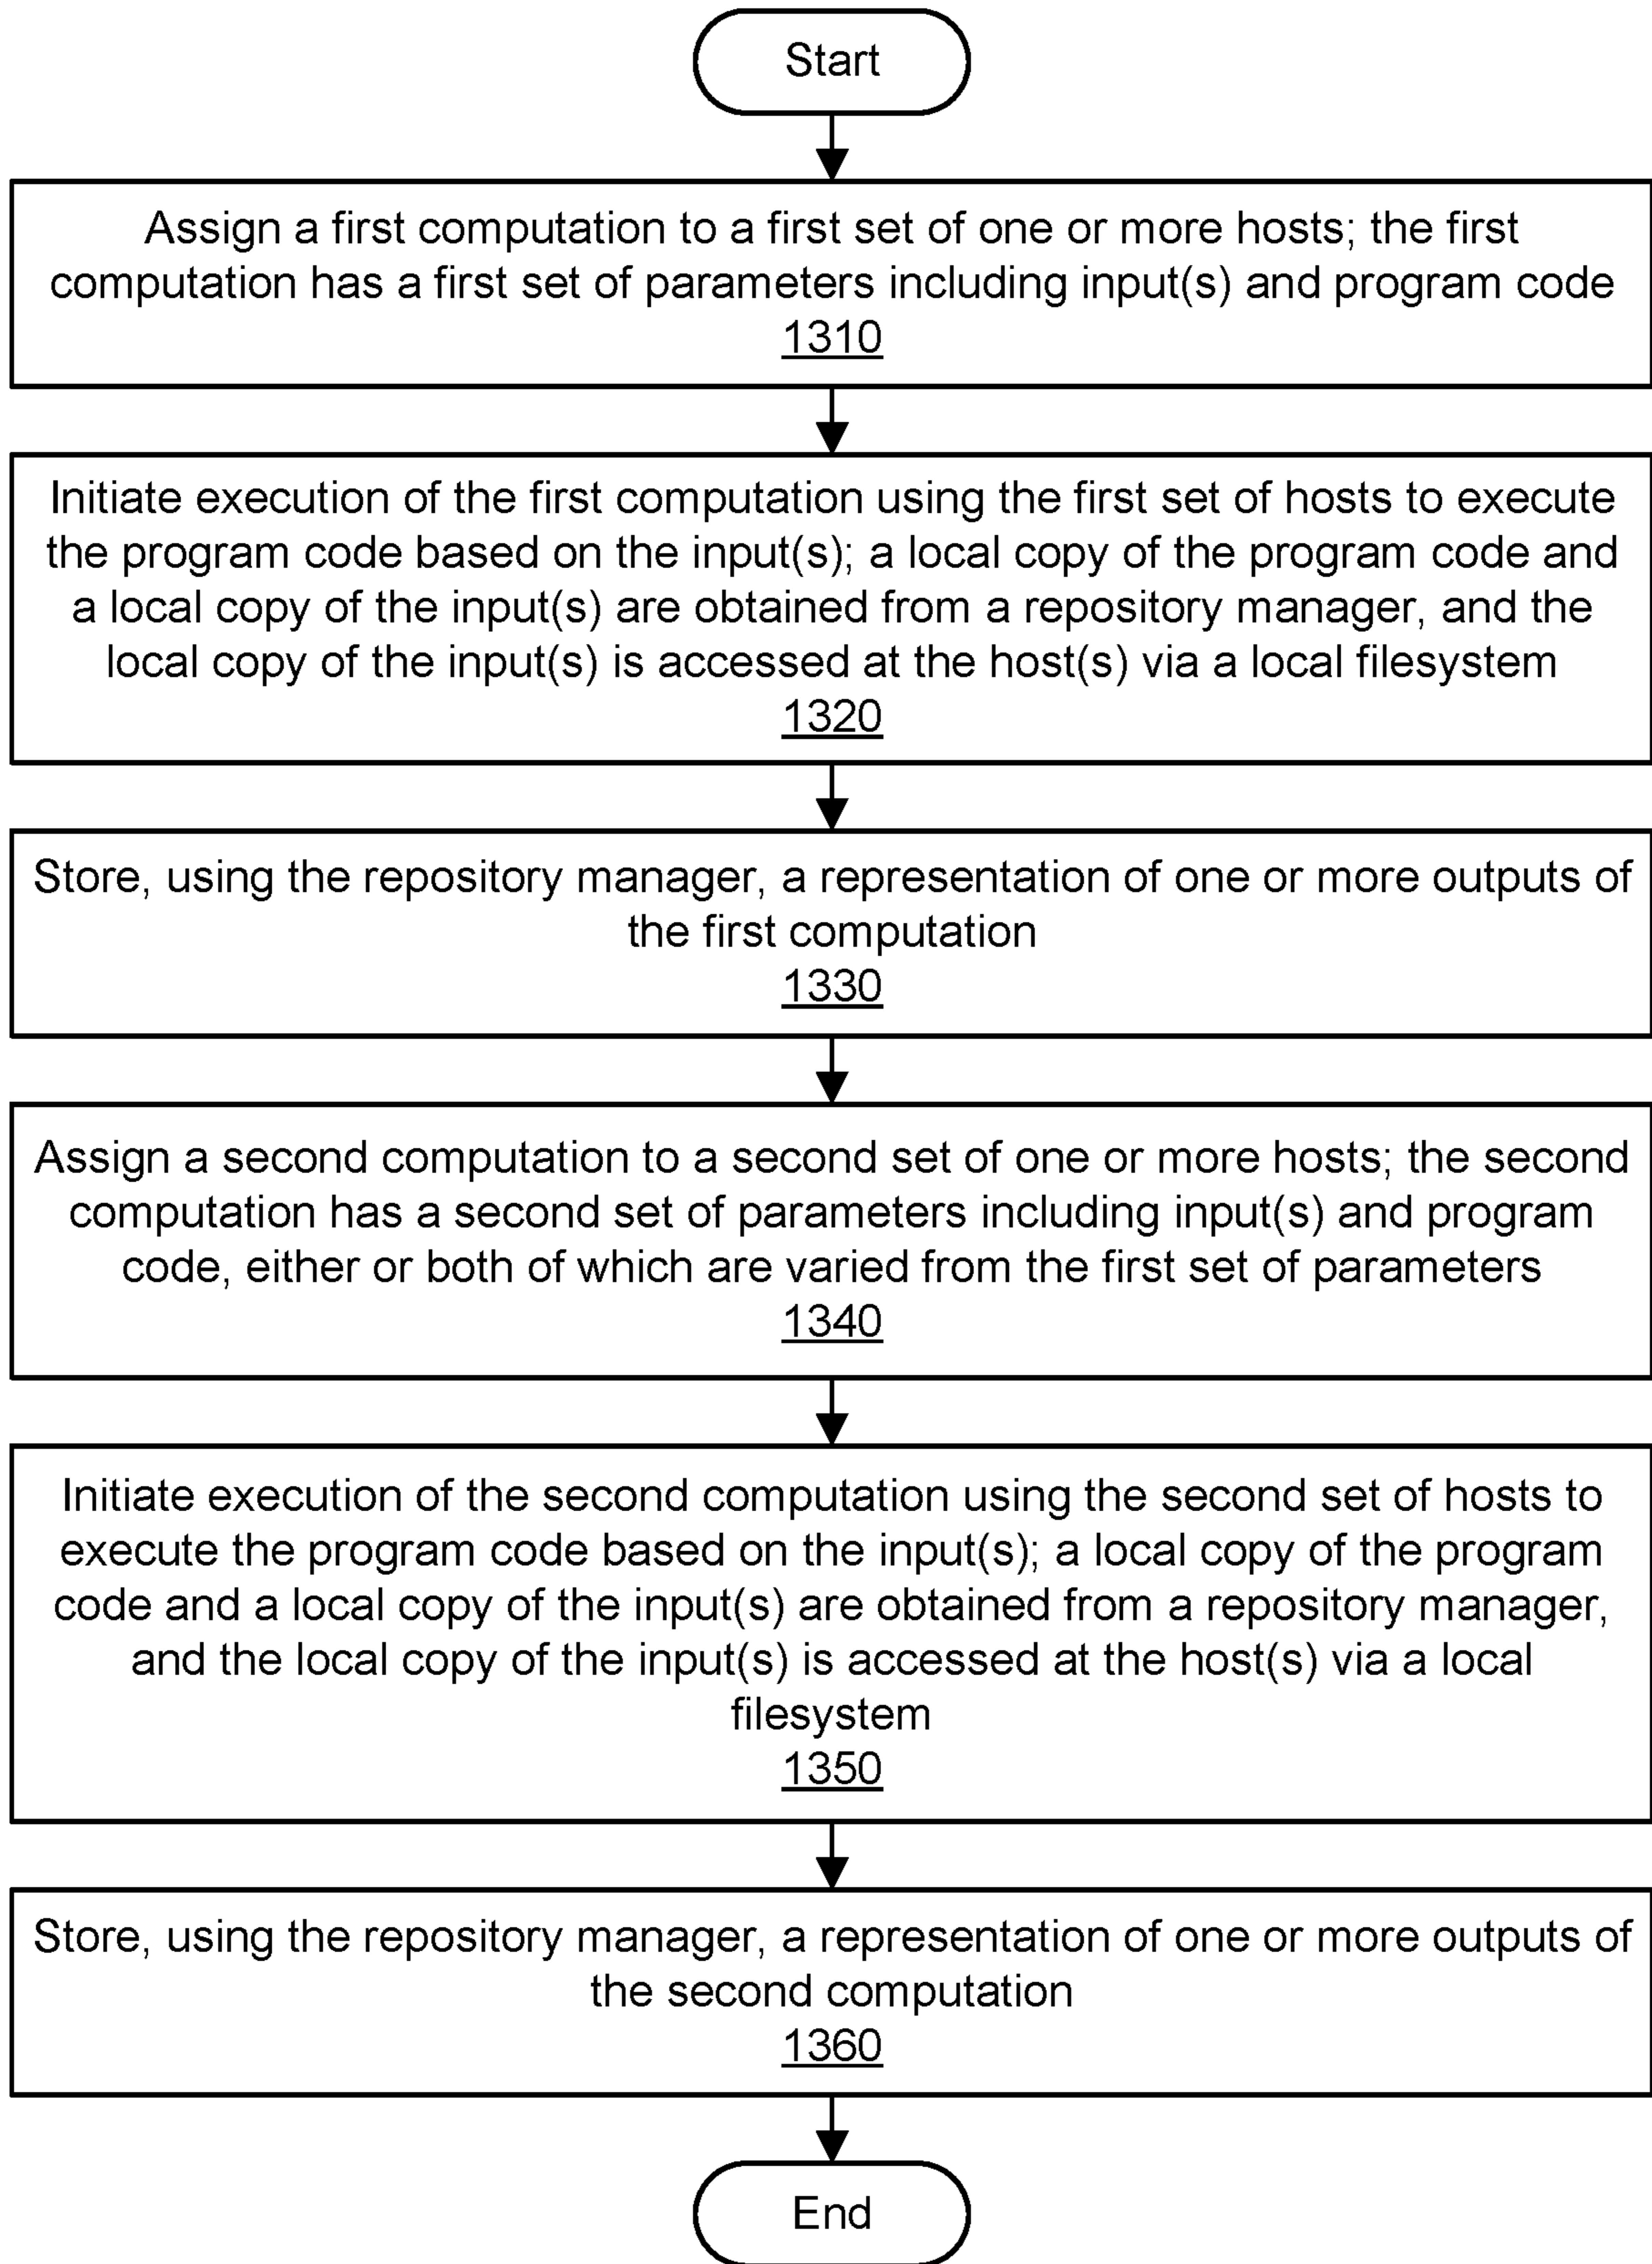 Start
Assign a first computation to a first set of one or more hosts; the first
computation has a first set of parameters including input(s) and program code
1310
Initiate execution of the first computation using the first set of hosts to execute
the program code based on the input(s); a local copy of the program code and
a local copy of the input(s) are obtained from a repository manager, and the
local copy of the input(s) is accessed at the host(s) via a local filesystem
1320
Store, using the repository manager, a representation of one or more outputs of
the first computation
1330
Assign a second computation to a second set of one or more hosts; the second
computation has a second set of parameters including input(s) and program
code, either or both of which are varied from the first set of parameters
1340
Initiate execution of the second computation using the second set of hosts to
execute the program code based on the input(s); a local copy of the program
code and a local copy of the input(s) are obtained from a repository manager,
and the local copy of the input(s) is accessed at the host(s) via a local
filesystem
1350
Store, using the repository manager, a representation of one or more outputs of
the second computation
1360
End